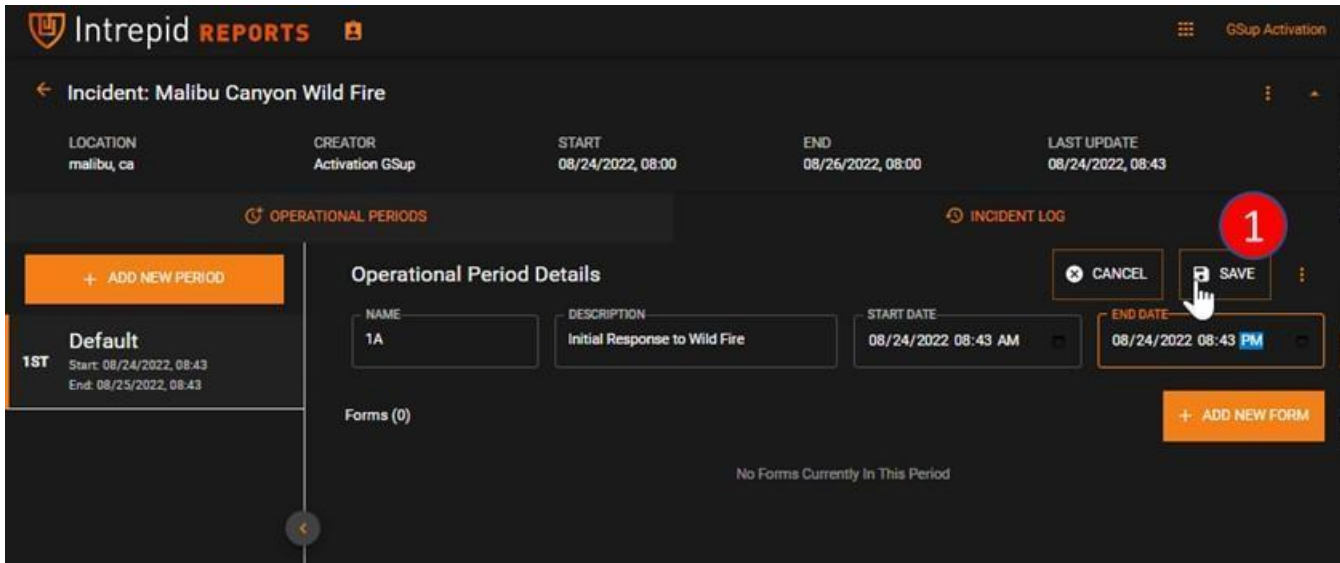 Intrepid REPORTS
GSup Activation
Incident: Malibu Canyon Wild Fire
LOCATION
malibu, ca
CREATOR
Activation GSup
START
08/24/2022, 08:00
END
08/26/2022, 08:00
LAST UPDATE
08/24/2022, 08:43
OPERATIONAL PERIODS
INCIDENT LOG
1
+ ADD NEW PERIOD
1ST
Default
Start: 08/24/2022, 08:43
End: 08/25/2022, 08:43
Operational Period Details
CANCEL
SAVE
NAME
1A
DESCRIPTION
Initial Response to Wild Fire
START DATE
08/24/2022 08:43 AM
END DATE
08/24/2022 08:43 PM
Forms (0)
+ ADD NEW FORM
No Forms Currently In This Period